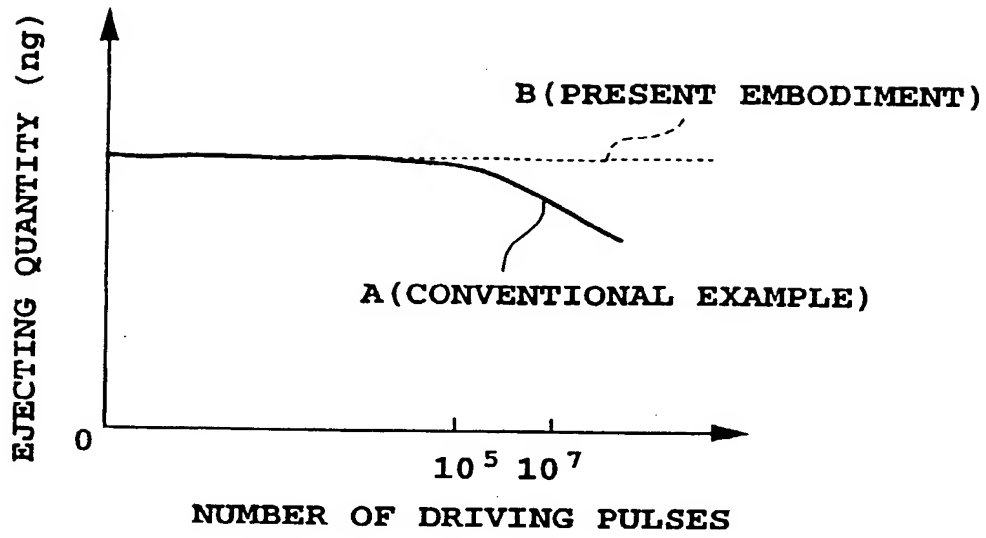 EJECTING QUANTITY (ng)
B(PRESENT EMBODIMENT)
A(CONVENTIONAL EXAMPLE)
0
10⁵ 10⁷
NUMBER OF DRIVING PULSES